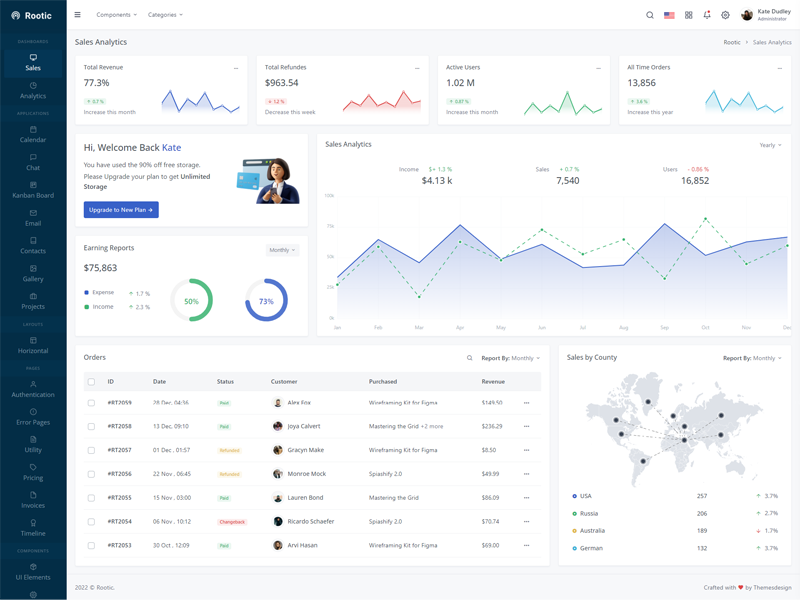 Rootic
Components
Categories
Kate Dudley
Administrator
DASHBOARDS
Sales
Analytics
APPLICATIONS
Calendar
Chat
Kanban Board
Email
Contacts
Gallery
Projects
LAYOUTS
Horizontal
PAGES
Authentication
Error Pages
Utility
Pricing
Invoices
Timeline
COMPONENTS
UI Elements
Sales Analytics
Rootic > Sales Analytics
Total Revenue
77.3%
0.7 %
Increase this month
Total Refundes
$963.54
1.2 %
Decrease this week
Active Users
1.02 M
0.87 %
Increase this month
All Time Orders
13,856
5.8 %
Increase this year
Hi, Welcome Back Kate
You have used the 90% off free storage.
Please Upgrade your plan to get Unlimited
Storage
Upgrade to New Plan →
Earning Reports
Monthly
$75,863
Expense ↑ 1.7 %
Income ↑ 2.3 %
50%
73%
Sales Analytics
Yearly
Income $+ 1.3 %
$4.13 k
Sales + 0.7 %
7,540
Users - 0.86 %
16,852
100k
75k
50k
25k
0k
Jan Feb Mar Apr May Jun Jul Aug Sep Oct Nov Dec
Orders
Report By: Monthly
ID Date Status Customer Purchased Revenue
#RT2059 28 Dec, 04:56 Paid Alex Fox Wireframing Kit for Figma $149.50
#RT2058 13 Dec, 09:10 Paid Joya Calvert Mastering the Grid +2 more $236.29
#RT2057 01 Dec, 01:57 Refunded Gracyn Make Wireframing Kit for Figma $8.50
#RT2056 22 Nov, 06:45 Refunded Monroe Mock Spiashify 2.0 $49.99
#RT2055 15 Nov, 03:00 Paid Lauren Bond Mastering the Grid $86.09
#RT2054 06 Nov, 10:12 Chargeback Ricardo Schaefer Spiashify 2.0 $70.74
#RT2053 30 Oct, 12:09 Paid Arvi Hasan Wireframing Kit for Figma $69.00
Sales by County
Report By: Monthly
USA 257 ↑ 3.7%
Russia 206 ↑ 2.7%
Australia 189 ↓ 1.7%
German 132 ↑ 3.7%
2022 © Rootic.
Crafted with ❤ by Themesdesign